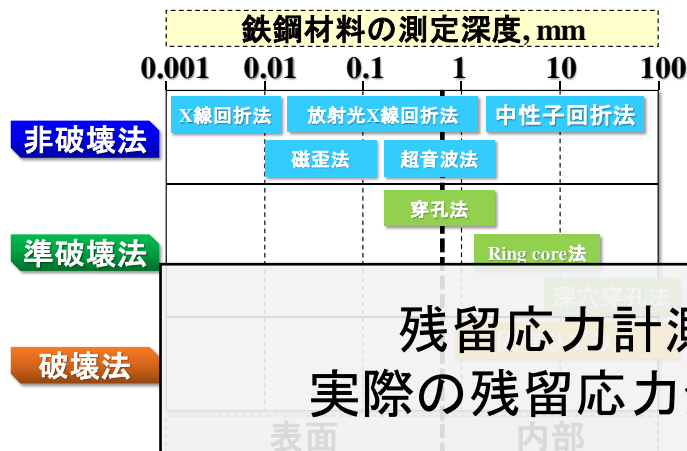 鉄鋼材料の測定深度, mm
0.001 0.01 0.1 1 10 100
X線回折法 放射光X線回折法 中性子回折法
非破壊法
磁歪法 超音波法
穿孔法
準破壊法
Ring core法
深穴穿孔法
残留応力計測
破壊法
実際の残留応力
表面 内部